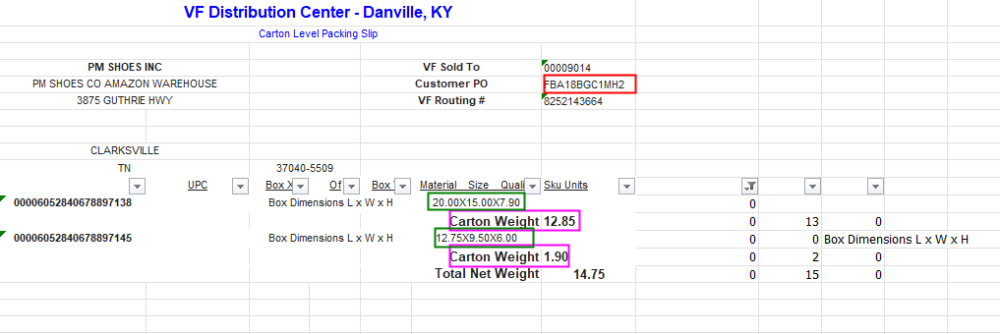 VF Distribution Center - Danville, KY
Carton Level Packing Slip
PM SHOES INC VF Sold To 00009014
PM SHOES CO AMAZON WAREHOUSE Customer PO FBA18BGC1MH2
3875 GUTHRIE HWY VF Routing # 8252143664
CLARKSVILLE
TN 37040-5509
UPC Box X Of Box Material Size Quali Sku Units
00006052840678897138 Box Dimensions L x W x H 20.00X15.00X7.90 0
Carton Weight 12.85 0 13 0
00006052840678897145 Box Dimensions L x W x H 12.75X9.50X6.00 0 0 Box Dimensions L x W x H
Carton Weight 1.90 0 2 0
Total Net Weight 14.75 0 15 0